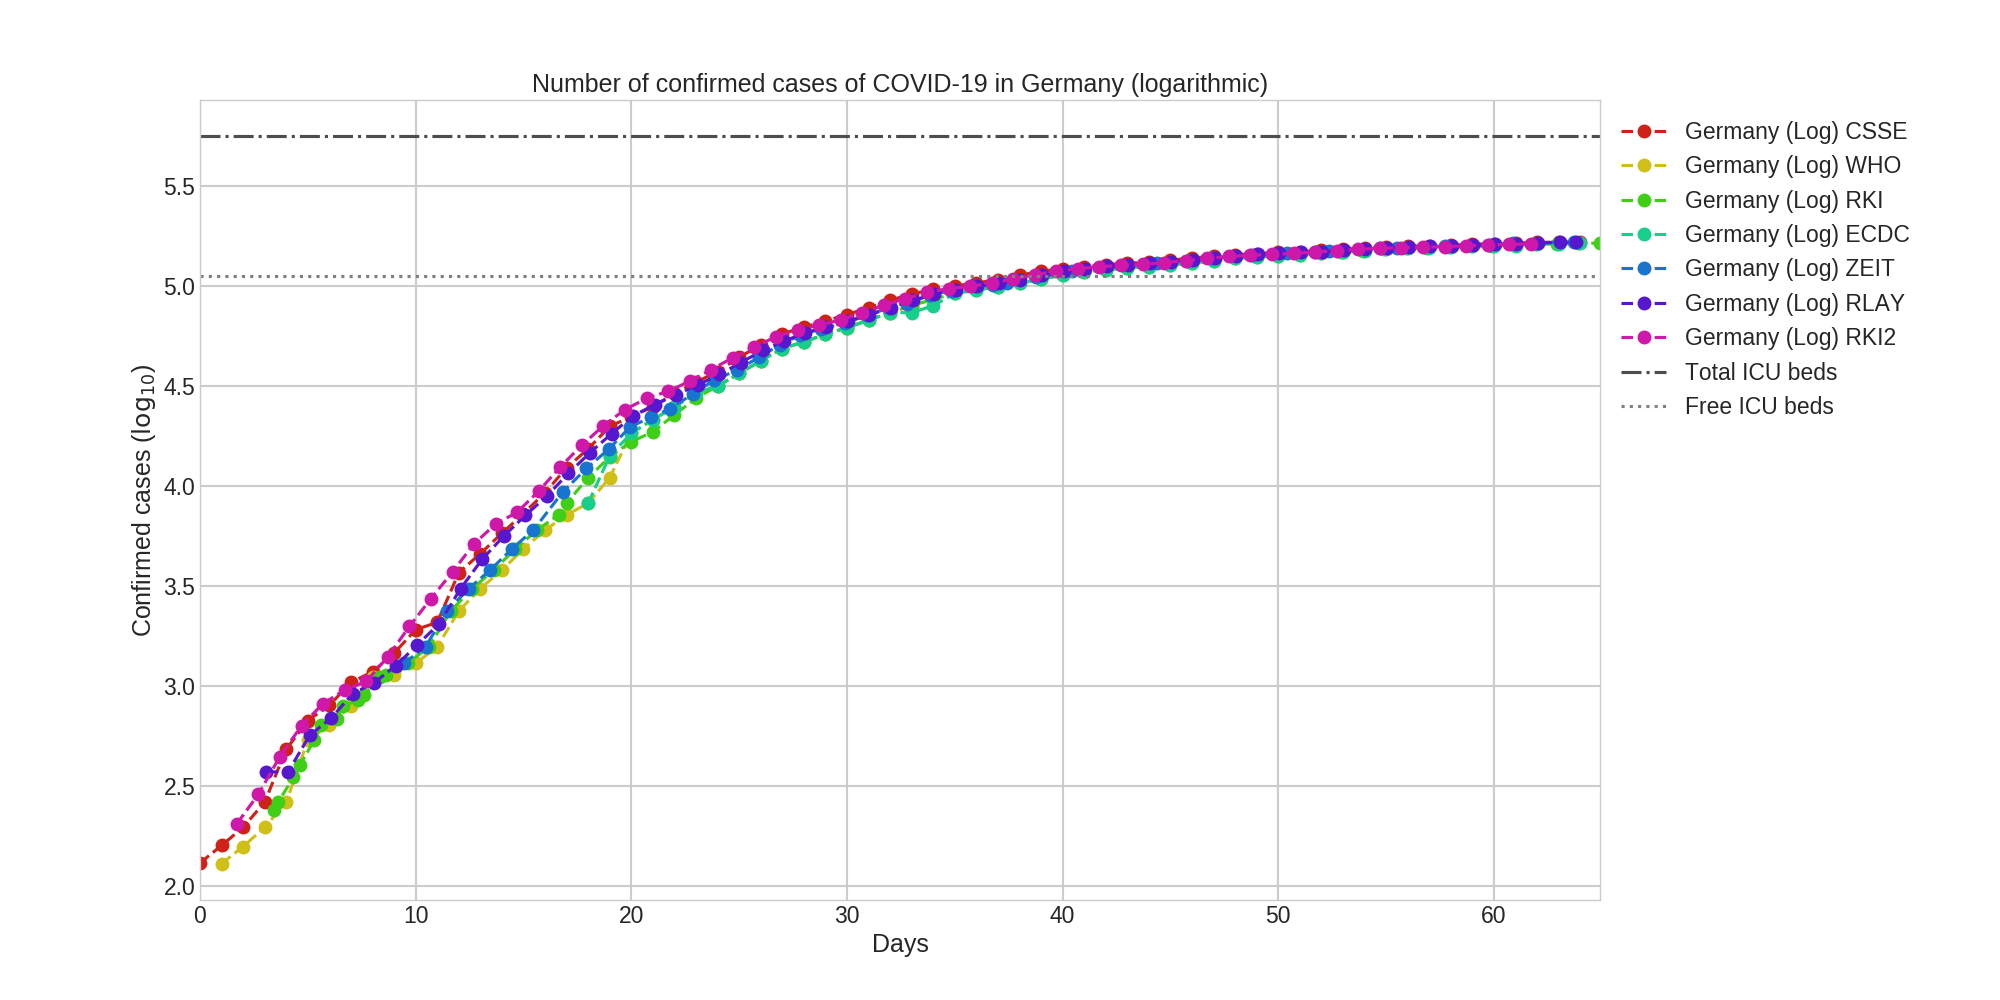 Number of confirmed cases of COVID-19 in Germany (logarithmic)
Confirmed cases (log₁₀)
5.5
5.0
4.5
4.0
3.5
3.0
2.5
2.0
0 10 20 30 40 50 60
Days
Germany (Log) CSSE
Germany (Log) WHO
Germany (Log) RKI
Germany (Log) ECDC
Germany (Log) ZEIT
Germany (Log) RLAY
Germany (Log) RKI2
Total ICU beds
Free ICU beds